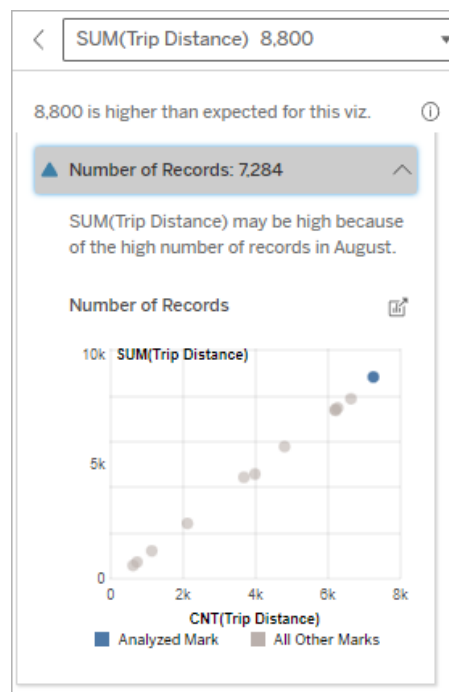 SUM(Trip Distance) 8,800
8,800 is higher than expected for this viz.
Number of Records: 7,284
SUM(Trip Distance) may be high because
of the high number of records in August.
Number of Records
10k SUM(Trip Distance)
5k
0
0 2k 4k 6k 8k
CNT(Trip Distance)
Analyzed Mark All Other Marks